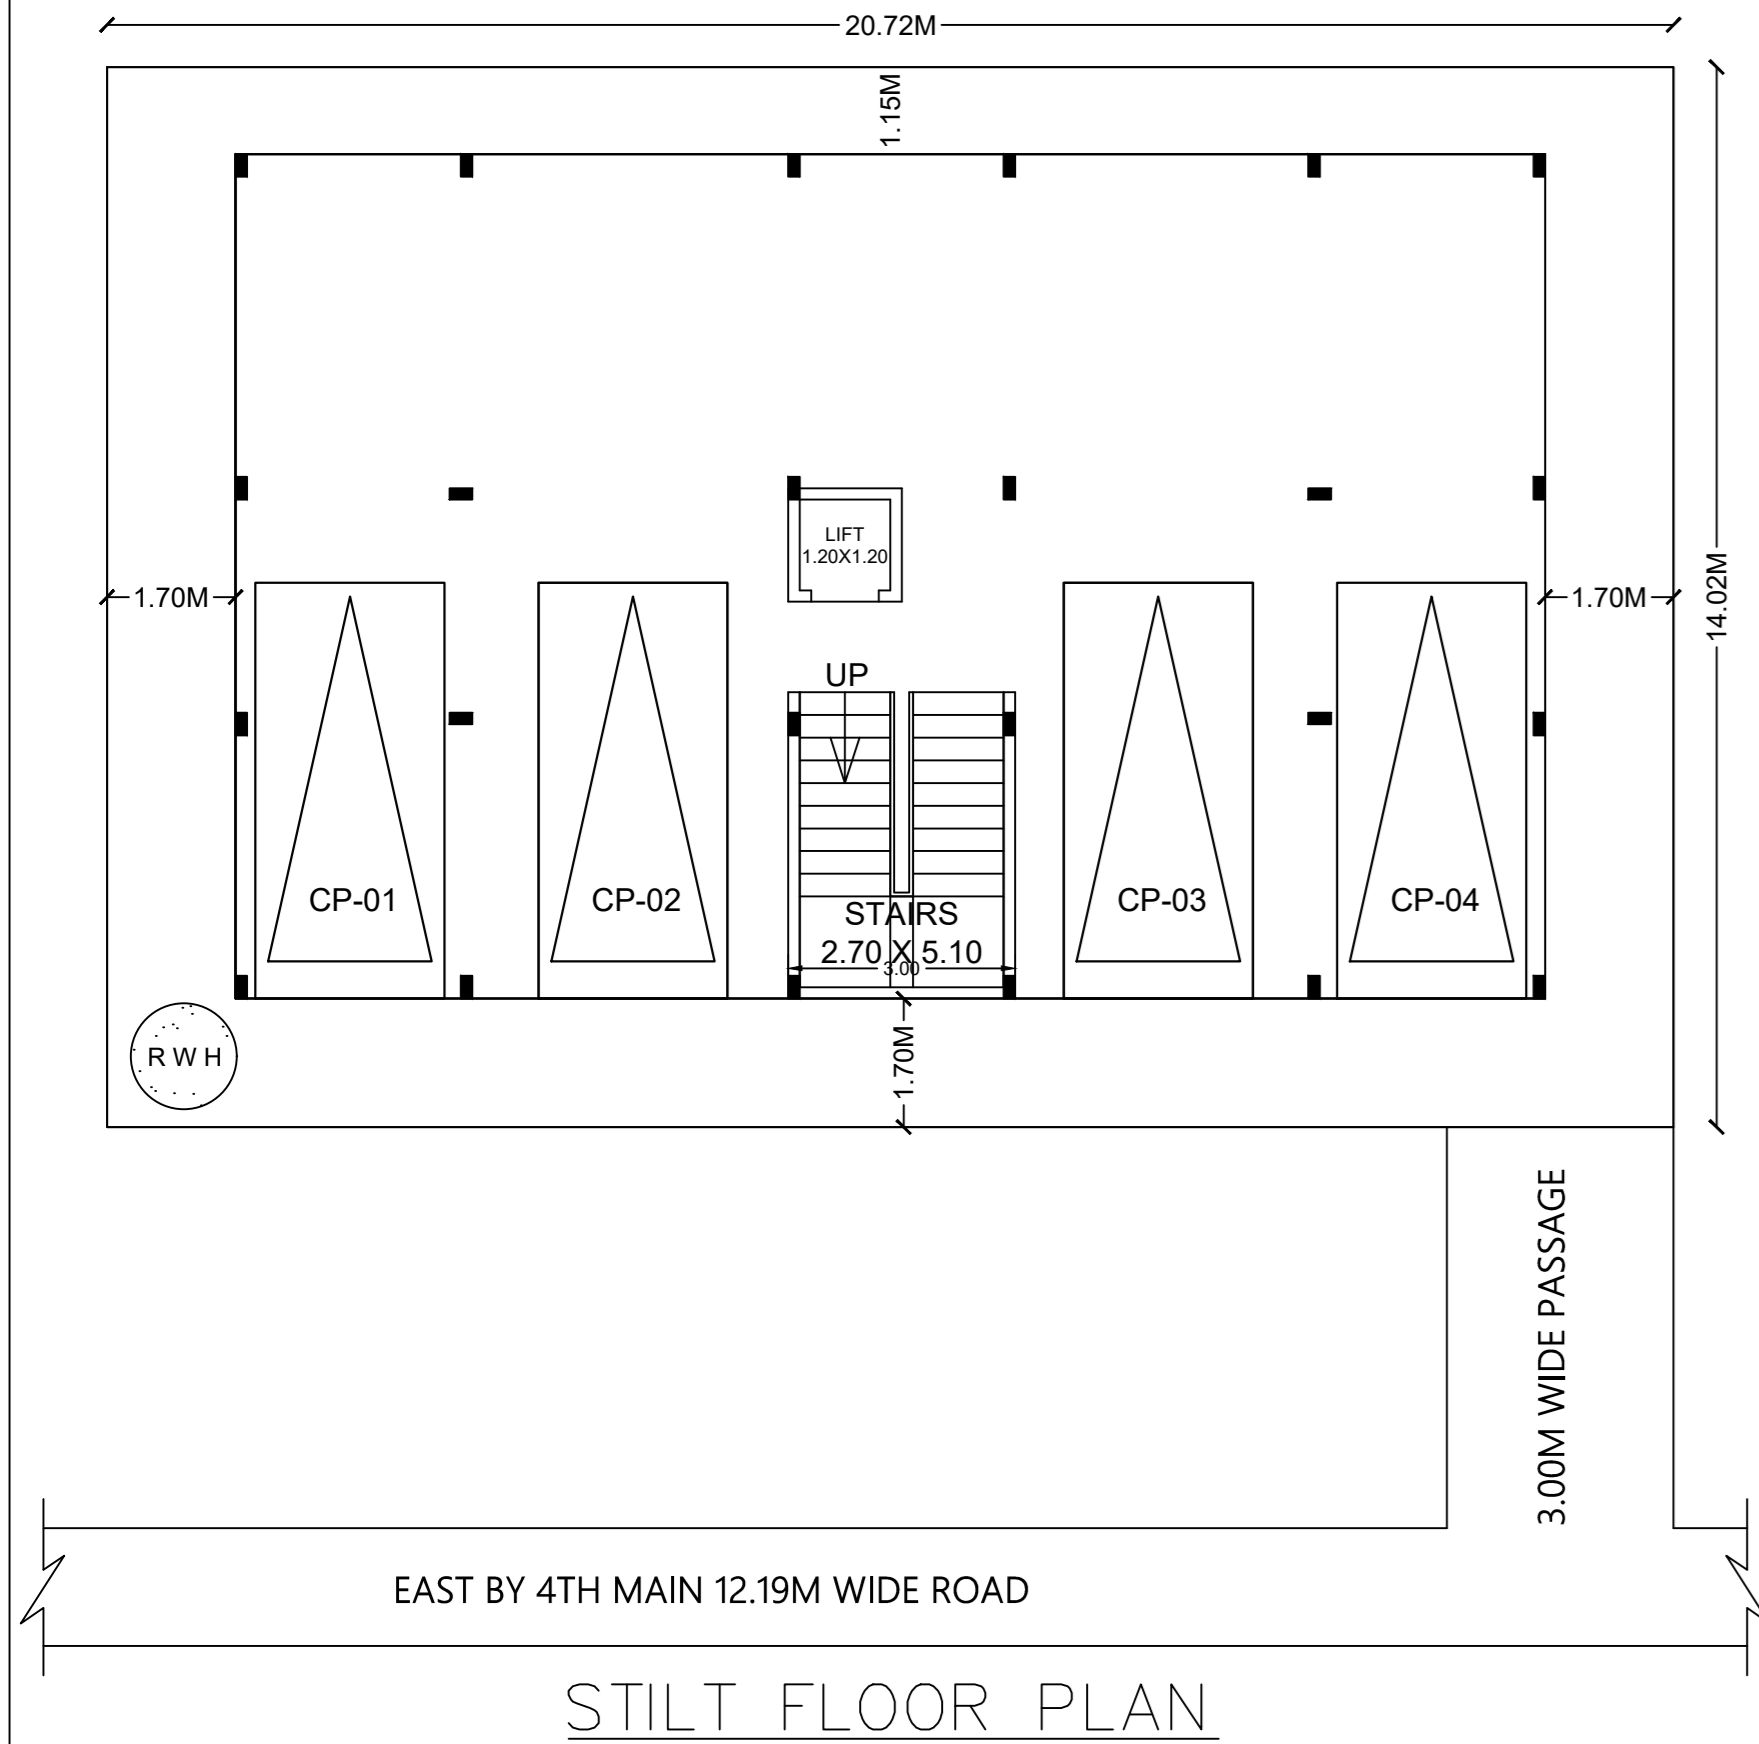 20.72M
1.15M
LIFT
1.20X1.20
1.70M
1.70M
14.02M
UP
CP-01
CP-02
CP-03
CP-04
STAIRS
2.70 X 5.10
3.00
R W H
1.70M
3.00M WIDE PASSAGE
EAST BY 4TH MAIN 12.19M WIDE ROAD
STILT FLOOR PLAN